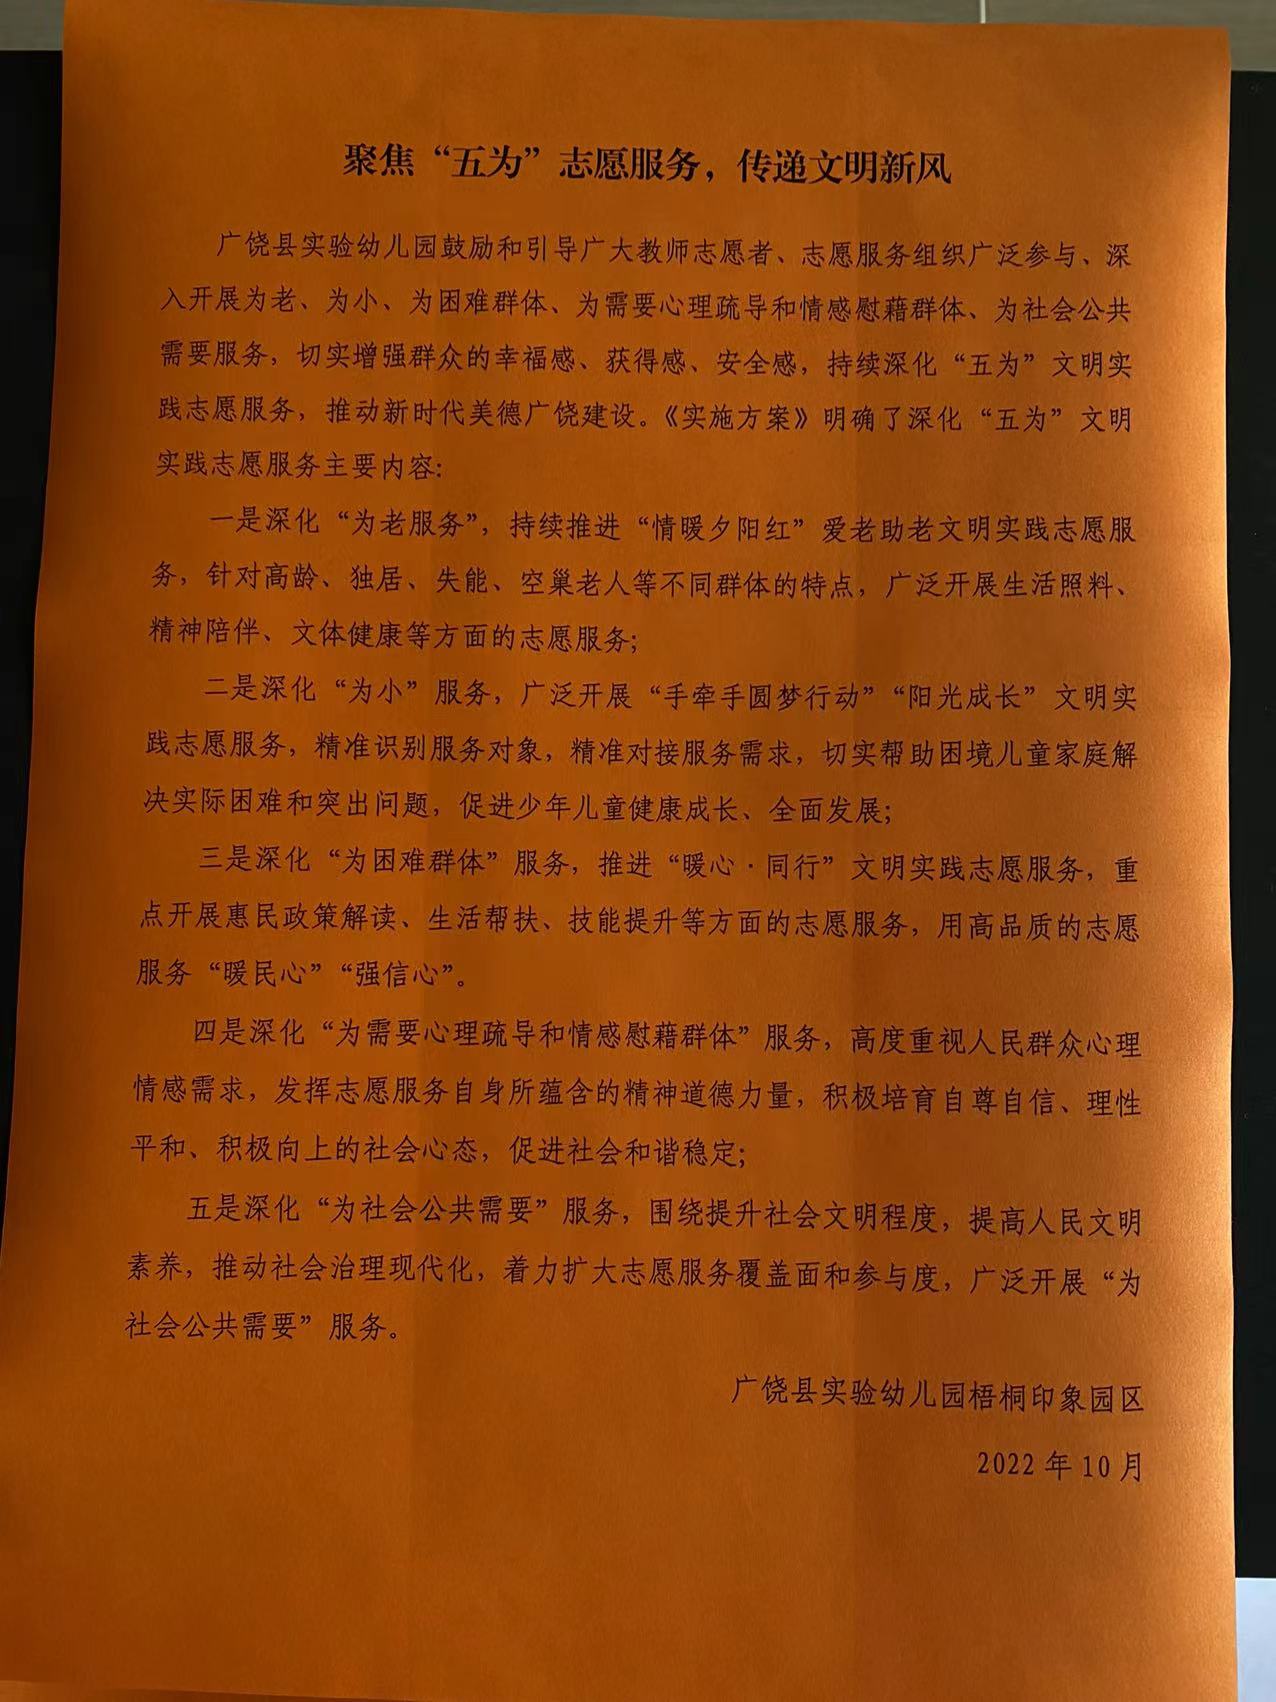 聚焦“五为”志愿服务，传递文明新风
广饶县实验幼儿园鼓励和引导广大教师志愿者、志愿服务组织广泛参与、深
入开展为老、为小、为困难群体、为需要心理疏导和情感慰藉群体、为社会公共
需要服务，切实增强群众的幸福感、获得感、安全感，持续深化“五为”文明实
践志愿服务，推动新时代美德广饶建设。《实施方案》明确了深化“五为”文明
实践志愿服务主要内容：
一是深化“为老服务”，持续推进“情暖夕阳红”爱老助老文明实践志愿服
务，针对高龄、独居、失能、空巢老人等不同群体的特点，广泛开展生活照料、
精神陪伴、文体健康等方面的志愿服务；
二是深化“为小”服务，广泛开展“手牵手圆梦行动”“阳光成长”文明实
践志愿服务，精准识别服务对象，精准对接服务需求，切实帮助困境儿童家庭解
决实际困难和突出问题，促进少年儿童健康成长、全面发展；
三是深化“为困难群体”服务，推进“暖心·同行”文明实践志愿服务，重
点开展惠民政策解读、生活帮扶、技能提升等方面的志愿服务，用高品质的志愿
服务“暖民心”“强信心”。
四是深化“为需要心理疏导和情感慰藉群体”服务，高度重视人民群众心理
情感需求，发挥志愿服务自身所蕴含的精神道德力量，积极培育自尊自信、理性
平和、积极向上的社会心态，促进社会和谐稳定；
五是深化“为社会公共需要”服务，围绕提升社会文明程度，提高人民文明
素养，推动社会治理现代化，着力扩大志愿服务覆盖面和参与度，广泛开展“为
社会公共需要”服务。
广饶县实验幼儿园梧桐印象园区
2022 年 10 月